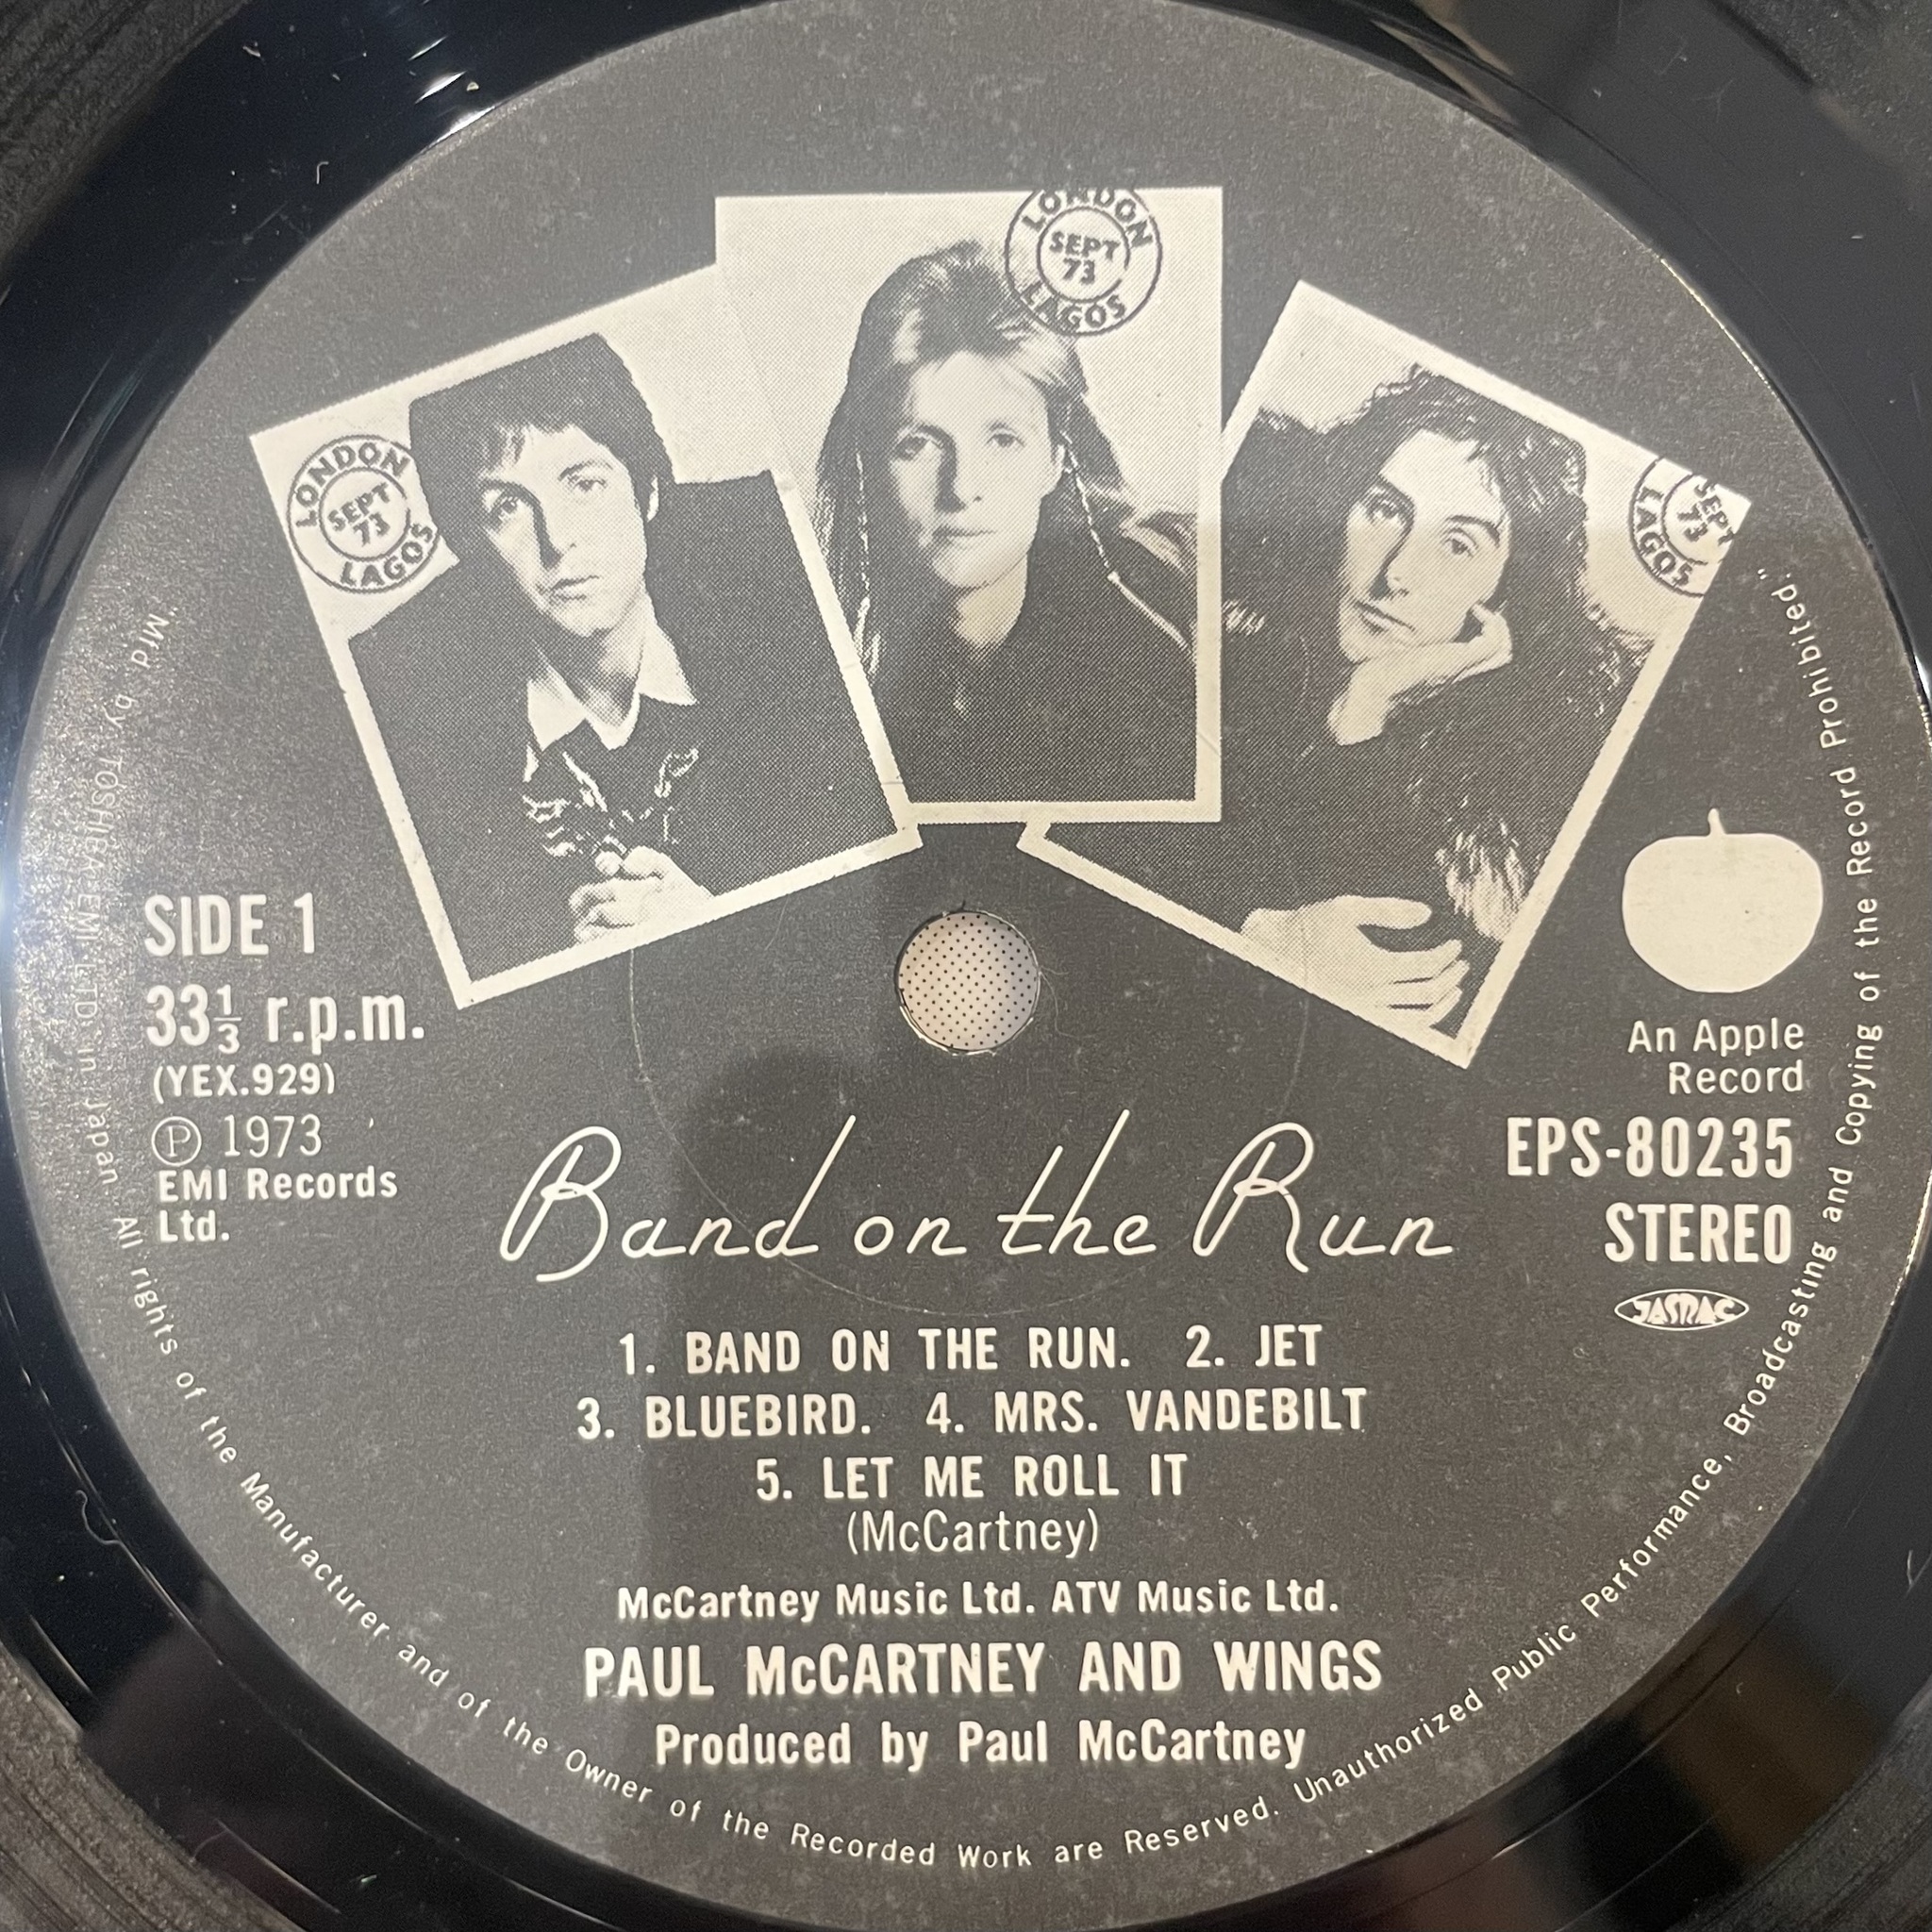 LONDON
SEPT
73
LAGOS
LONDON
SEPT
73
LAGOS
SEPT
73
LAGOS
SIDE 1
33⅓ r.p.m.
(YEX.929)
Ⓟ 1973
EMI Records
Ltd.
An Apple
Record
EPS-80235
STEREO
JASRAC
Band on the Run
1. BAND ON THE RUN. 2. JET
3. BLUEBIRD. 4. MRS. VANDEBILT
5. LET ME ROLL IT
(McCartney)
McCartney Music Ltd. ATV Music Ltd.
PAUL McCARTNEY AND WINGS
Produced by Paul McCartney
"Mfd by TOSHIBA EMI LTD. in Japan. All rights of the Manufacturer and of the Owner of the Recorded Work are Reserved. Unauthorized Public Performance, Broadcasting and Copying of the Record Prohibited."